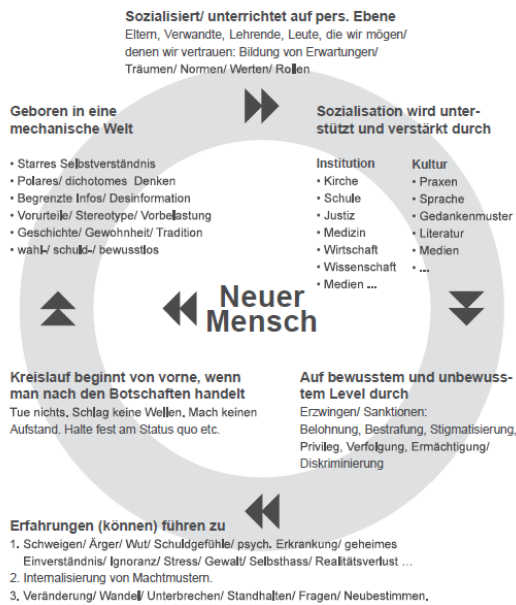 Sozialisiert/ unterrichtet auf pers. Ebene
Eltern, Verwandte, Lehrende, Leute, die wir mögen/
denen wir vertrauen: Bildung von Erwartungen/
Träumen/ Normen/ Werten/ Rollen
Geboren in eine
mechanische Welt
• Starres Selbstverständnis
• Polares/ dichotomes Denken
• Begrenzte Infos/ Desinformation
• Vorurteile/ Stereotype/ Vorbelastung
• Geschichte/ Gewohnheit/ Tradition
• wahl-/ schuld-/ bewusstlos
Sozialisation wird unter-
stützt und verstärkt durch
Institution
• Kirche
• Schule
• Justiz
• Medizin
• Wirtschaft
• Wissenschaft
• Medien ...
Kultur
• Praxen
• Sprache
• Gedankenmuster
• Literatur
• Medien
• ...
Neuer
Mensch
Kreislauf beginnt von vorne, wenn
man nach den Botschaften handelt
Tue nichts. Schlag keine Wellen. Mach keinen
Aufstand. Halte fest am Status quo etc.
Auf bewusstem und unbewuss-
tem Level durch
Erzwingen/ Sanktionen:
Belohnung, Bestrafung, Stigmatisierung,
Privileg, Verfolgung, Ermächtigung/
Diskriminierung
Erfahrungen (können) führen zu
1. Schweigen/ Ärger/ Wut/ Schuldgefühle/ psych. Erkrankung/ geheimes
Einverständnis/ Ignoranz/ Stress/ Gewalt/ Selbsthass/ Realitätsverlust ...
2. Internalisierung von Machtmustern.
3. Veränderung/ Wandel/ Unterbrechen/ Standhalten/ Fragen/ Neubestimmen.